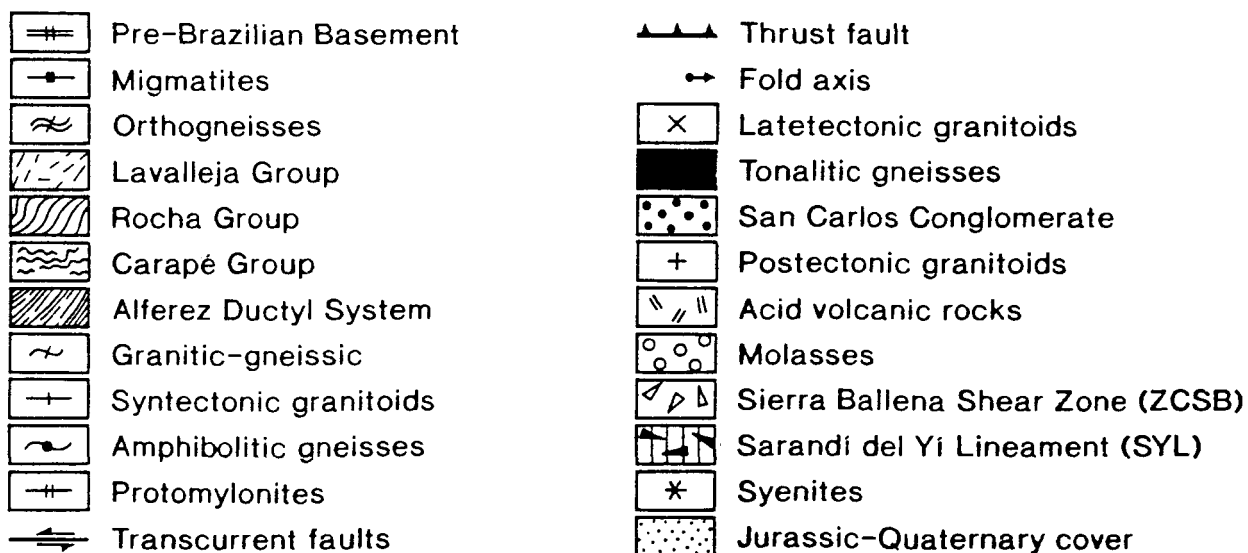 Pre-Brazilian Basement
Migmatites
Orthogneisses
Lavalleja Group
Rocha Group
Carapé Group
Alferez Ductyl System
Granitic-gneissic
Syntectonic granitoids
Amphibolitic gneisses
Protomylonites
Transcurrent faults
Thrust fault
Fold axis
Latetectonic granitoids
Tonalitic gneisses
San Carlos Conglomerate
Postectonic granitoids
Acid volcanic rocks
Molasses
Sierra Ballena Shear Zone (ZCSB)
Sarandí del Yí Lineament (SYL)
Syenites
Jurassic-Quaternary cover